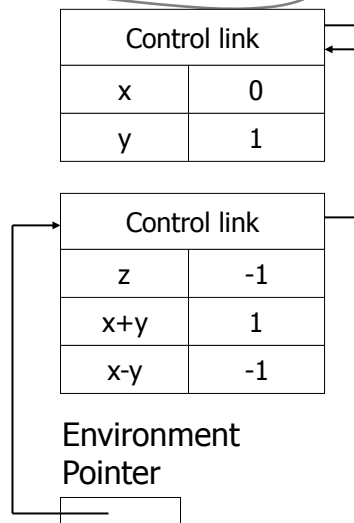 Control link
x 0
y 1
Control link
z -1
x+y 1
x-y -1
Environment
Pointer